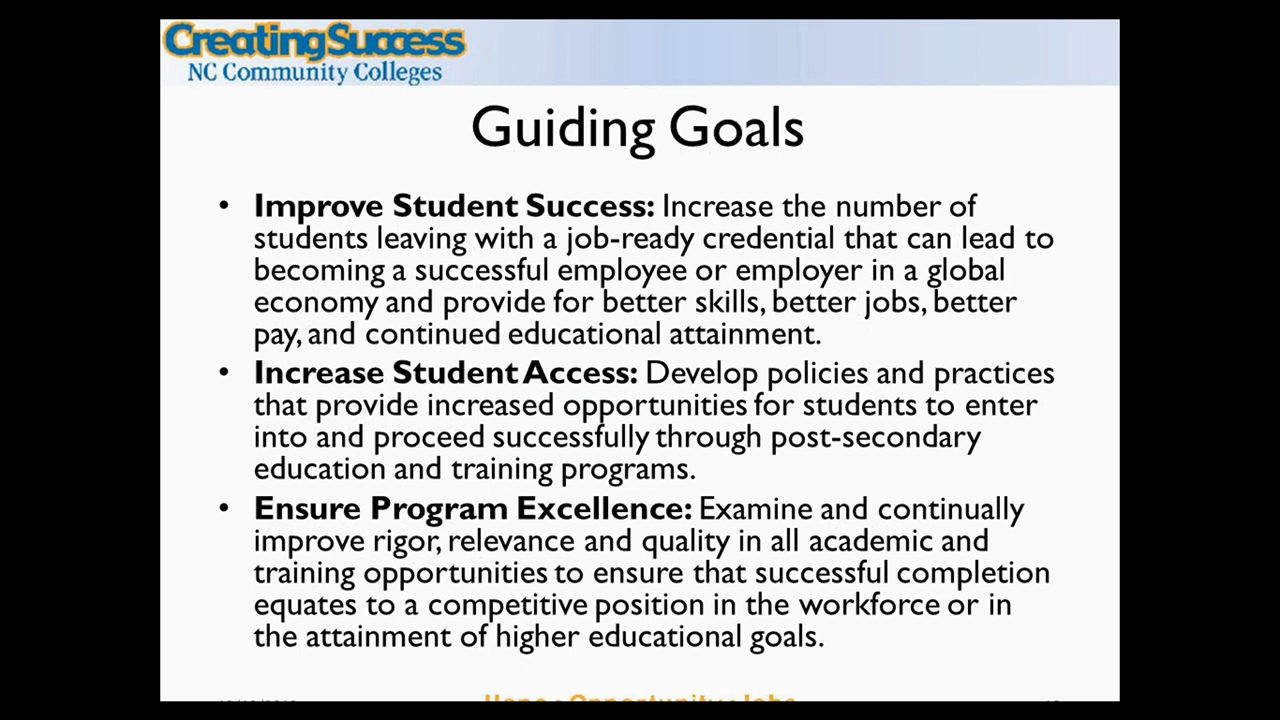 CreatingSuccess
NC Community Colleges
Guiding Goals
• Improve Student Success: Increase the number of
students leaving with a job-ready credential that can lead to
becoming a successful employee or employer in a global
economy and provide for better skills, better jobs, better
pay, and continued educational attainment.
• Increase Student Access: Develop policies and practices
that provide increased opportunities for students to enter
into and proceed successfully through post-secondary
education and training programs.
• Ensure Program Excellence: Examine and continually
improve rigor, relevance and quality in all academic and
training opportunities to ensure that successful completion
equates to a competitive position in the workforce or in
the attainment of higher educational goals.